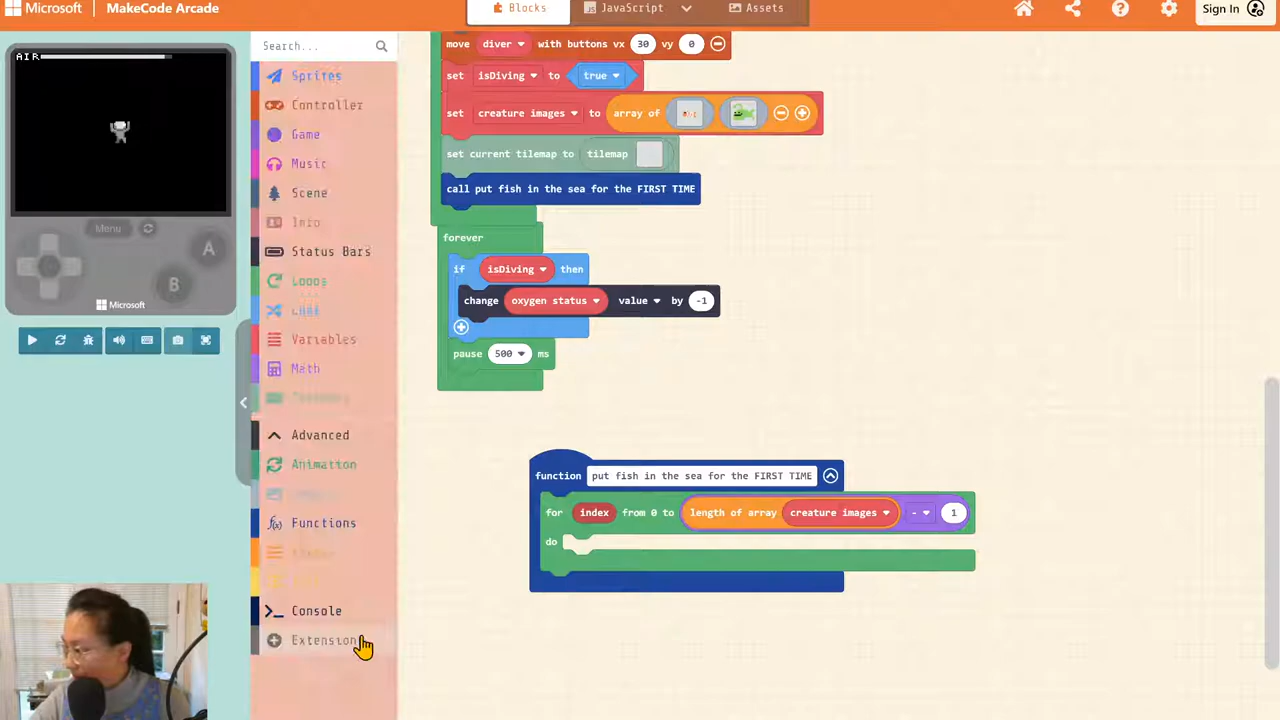 Microsoft MakeCode Arcade Blocks JavaScript Assets Sign In
AIR
Menu
A
B
Microsoft
Search...
Sprites
Controller
Game
Music
Scene
Info
Status Bars
Loops
Variables
Math
Advanced
Animation
Functions
Console
Extension
move diver with buttons vx 30 vy 0
set isDiving to true
set creature images to array of
set current tilemap to tilemap
call put fish in the sea for the FIRST TIME
forever
if isDiving then
change oxygen status value by -1
pause 500 ms
function put fish in the sea for the FIRST TIME
for index from 0 to length of array creature images - 1
do